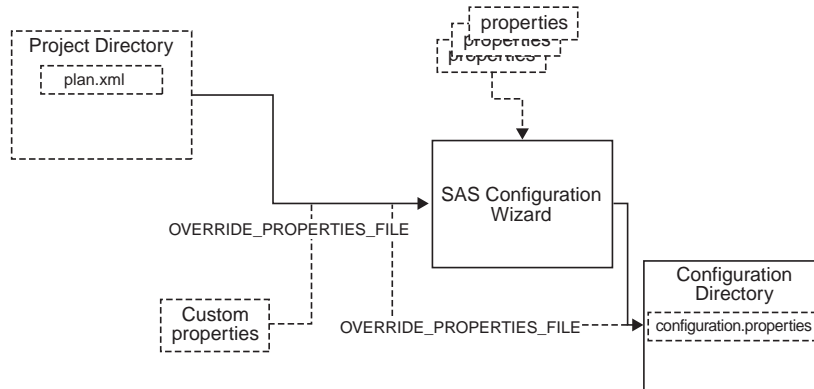 properties
properties
properties
Project Directory
plan.xml
SAS Configuration
Wizard
OVERRIDE_PROPERTIES_FILE
Configuration
Directory
Custom
properties
configuration.properties
OVERRIDE_PROPERTIES_FILE